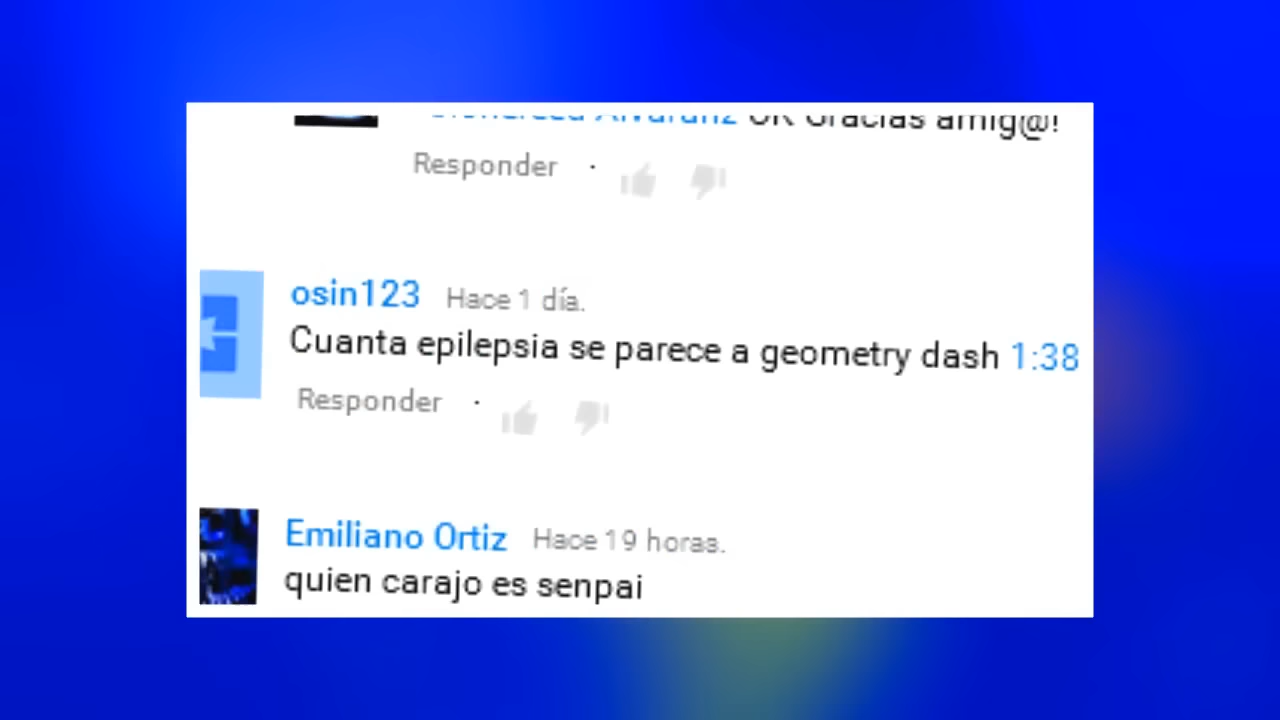 OK Gracias amig@!
Responder ·
osin123 Hace 1 día.
Cuanta epilepsia se parece a geometry dash 1:38
Responder ·
Emiliano Ortiz Hace 19 horas.
quien carajo es senpai